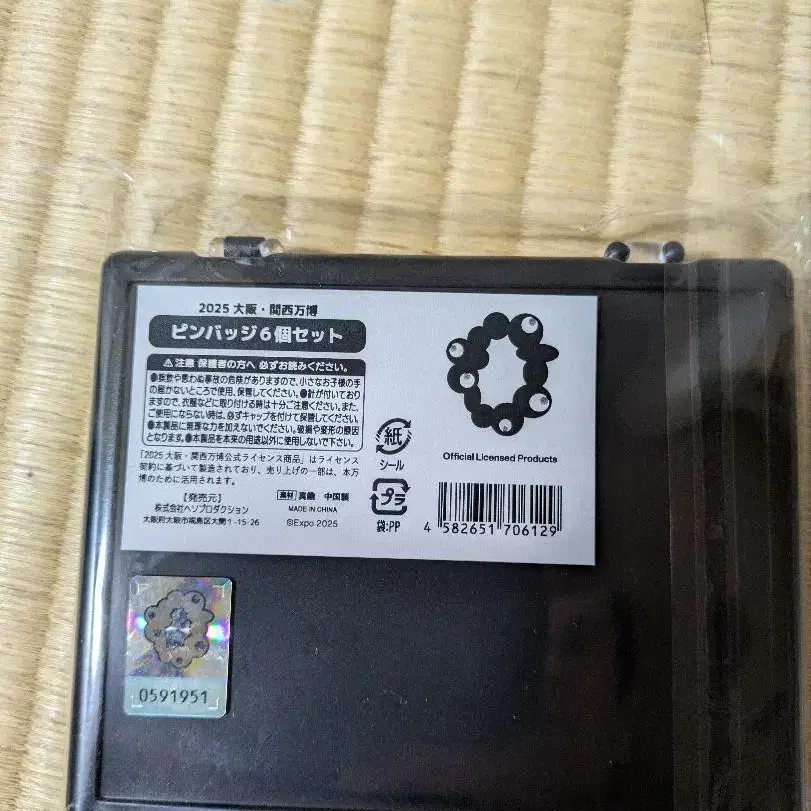 2025 大阪・関西万博
ピンバッジ6個セット
⚠注意 保護者の方へ 必ずお読みください。
●誤飲や思わぬ事故の危険がありますので、小さなお子様の手
の届かないところで使用、保管してください。●針が付いており
ますので、衣服などに取り付ける時は十分ご注意ください。また、
ご使用にならない時は、必ずキャップを付けて保管してください。
●本製品に無理な力を加えないでください。破損や変形の原因
となります。●本製品を本来の用途以外に使用しないで下さい。
「2025 大阪・関西万博公式ライセンス商品」はライセンス
契約に基づいて製造されており、売り上げの一部は、本万
博のために活用されます。
【発売元】
株式会社ヘソプロダクション
大阪府大阪市福島区大開1-15-26
素材 真鍮 中国製
MADE IN CHINA
©Expo 2025
紙
シール
プラ
袋:PP
Official Licensed Products
4 582651 706129
0591951